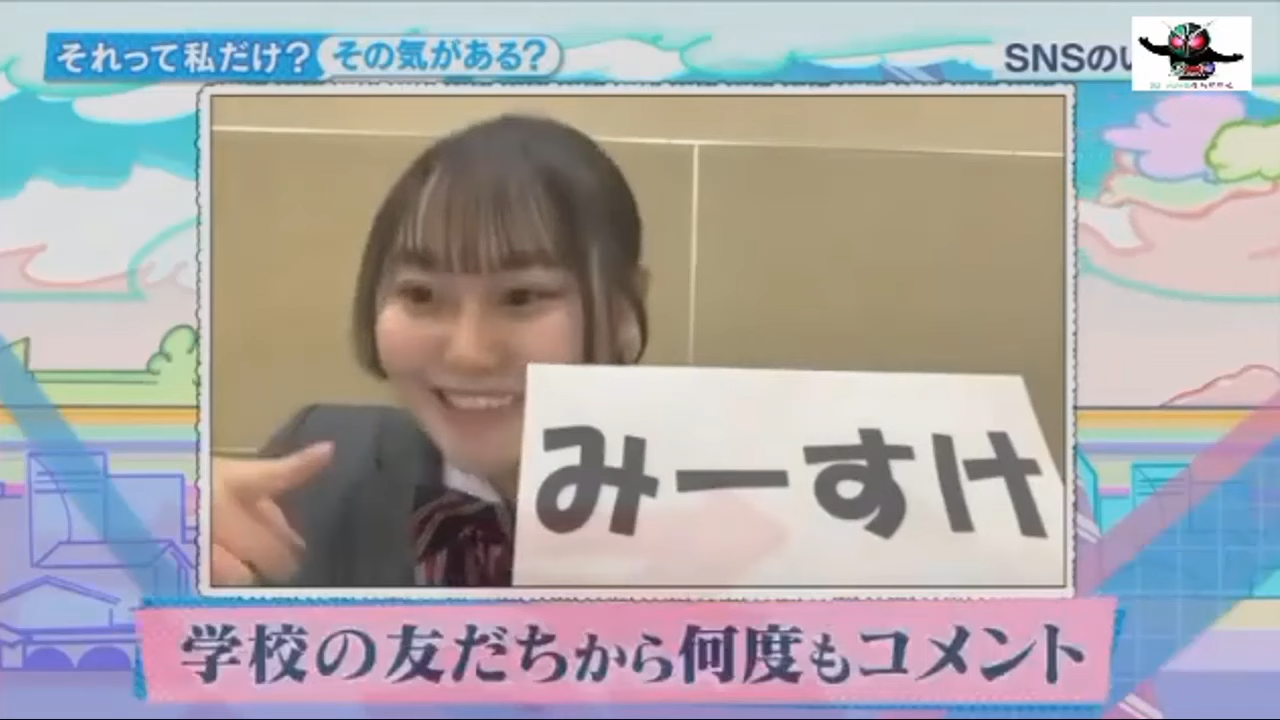 それって私だけ?
その気がある?
SNSのい
みーすけ
学校の友だちから何度もコメント